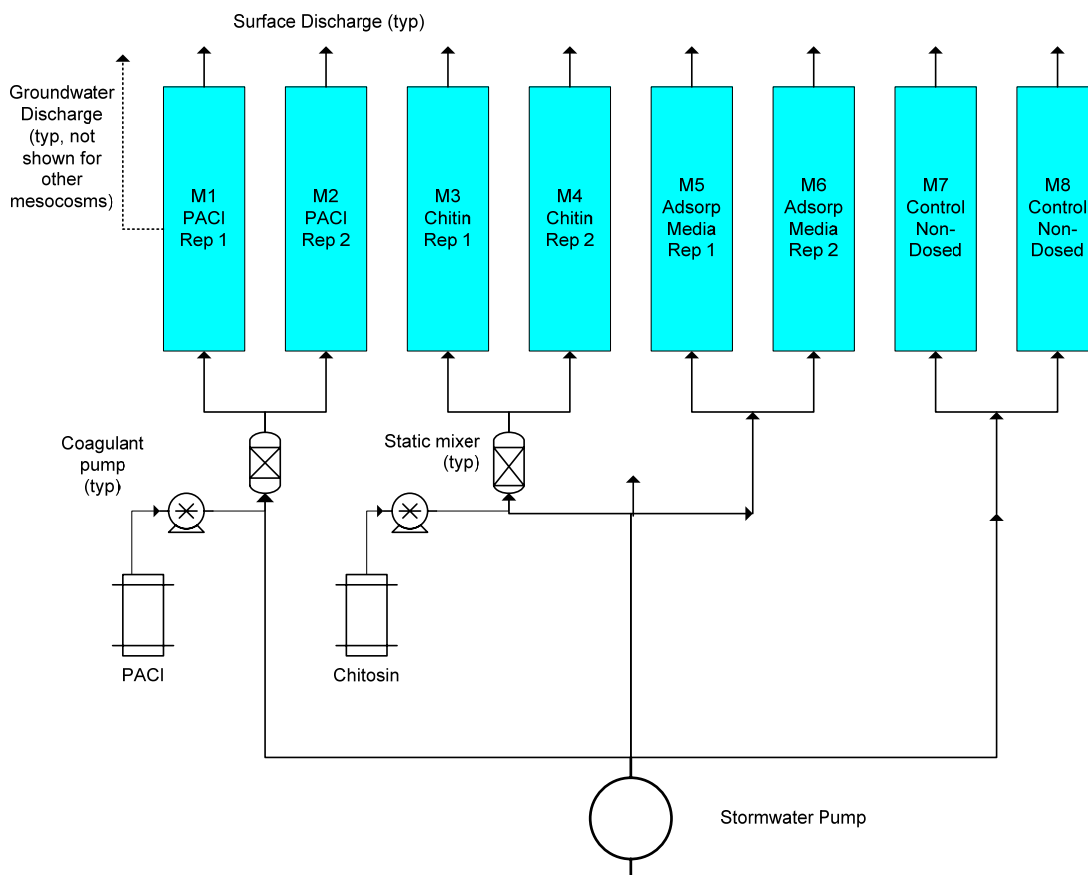 Surface Discharge (typ)
Groundwater
Discharge
(typ, not
shown for
other
mesocosms)
M1
PACl
Rep 1
M2
PACl
Rep 2
M3
Chitin
Rep 1
M4
Chitin
Rep 2
M5
Adsorp
Media
Rep 1
M6
Adsorp
Media
Rep 2
M7
Control
Non-
Dosed
M8
Control
Non-
Dosed
Coagulant
pump
(typ)
Static mixer
(typ)
PACl
Chitosin
Stormwater Pump